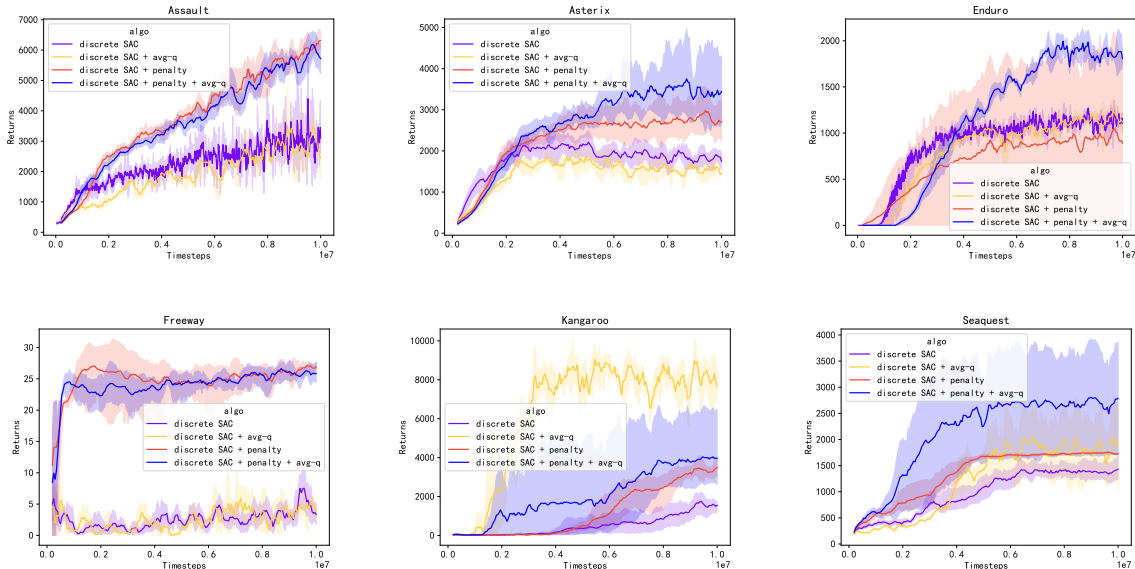 Assault
Returns
7000
6000
5000
4000
3000
2000
1000
0
algo
discrete SAC
discrete SAC + avg-q
discrete SAC + penalty
discrete SAC + penalty + avg-q
0.0 0.2 0.4 0.6 0.8 1.0
Timesteps
1e7
Asterix
Returns
5000
4000
3000
2000
1000
0
algo
discrete SAC
discrete SAC + avg-q
discrete SAC + penalty
discrete SAC + penalty + avg-q
0.0 0.2 0.4 0.6 0.8 1.0
Timesteps
1e7
Enduro
Returns
2000
1500
1000
500
0
algo
discrete SAC
discrete SAC + avg-q
discrete SAC + penalty
discrete SAC + penalty + avg-q
0.0 0.2 0.4 0.6 0.8 1.0
Timesteps
1e7
Freeway
Returns
30
25
20
15
10
5
0
algo
discrete SAC
discrete SAC + avg-q
discrete SAC + penalty
discrete SAC + penalty + avg-q
0.0 0.2 0.4 0.6 0.8 1.0
Timesteps
1e7
Kangaroo
Returns
10000
8000
6000
4000
2000
0
algo
discrete SAC
discrete SAC + avg-q
discrete SAC + penalty
discrete SAC + penalty + avg-q
0.0 0.2 0.4 0.6 0.8 1.0
Timesteps
1e7
Seaquest
Returns
4000
3500
3000
2500
2000
1500
1000
500
0
algo
discrete SAC
discrete SAC + avg-q
discrete SAC + penalty
discrete SAC + penalty + avg-q
0.0 0.2 0.4 0.6 0.8 1.0
Timesteps
1e7